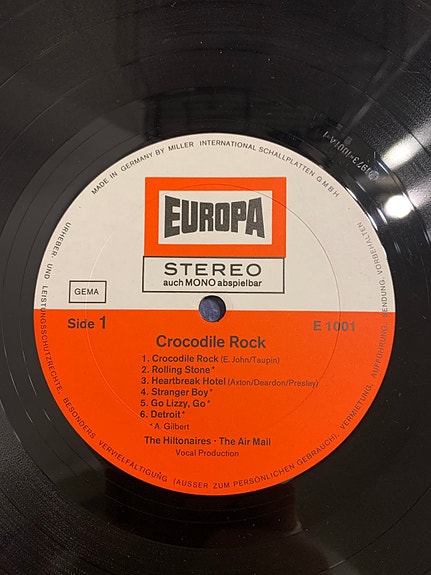 MADE IN GERMANY BY MILLER INTERNATIONAL SCHALLPLATTEN GMBH
EUROPA
STEREO
auch MONO abspielbar
GEMA
Side 1
E 1001
Crocodile Rock
1. Crocodile Rock (E. John/Taupin)
2. Rolling Stone*
3. Heartbreak Hotel (Axton/Deardon/Presley)
4. Stranger Boy*
5. Go Lizzy, Go*
6. Detroit*
* A. Gilbert
The Hiltonaires · The Air Mail
Vocal Production
URHEBER- UND LEISTUNGSSCHUTZRECHTE, BESONDERS VERVIELFÄLTIGUNG (AUSSER ZUM PERSÖNLICHEN GEBRAUCH), VERMIETUNG, AUFFÜHRUNG, SENDUNG, VORBEHALTEN